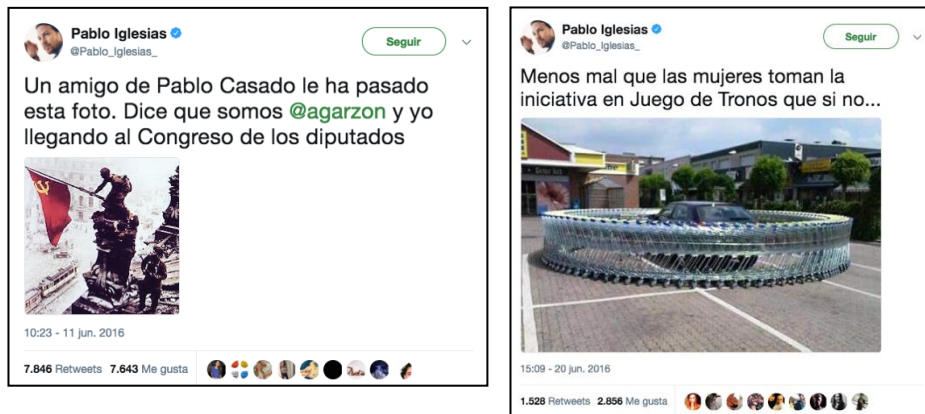 Pablo Iglesias
@Pablo_Iglesias_
Seguir
Un amigo de Pablo Casado le ha pasado
esta foto. Dice que somos @agarzon y yo
llegando al Congreso de los diputados
10:23 - 11 jun. 2016
7.846 Retweets 7.643 Me gusta
Pablo Iglesias
@Pablo_Iglesias_
Seguir
Menos mal que las mujeres toman la
iniciativa en Juego de Tronos que si no...
15:09 - 20 jun. 2016
1.528 Retweets 2.856 Me gusta